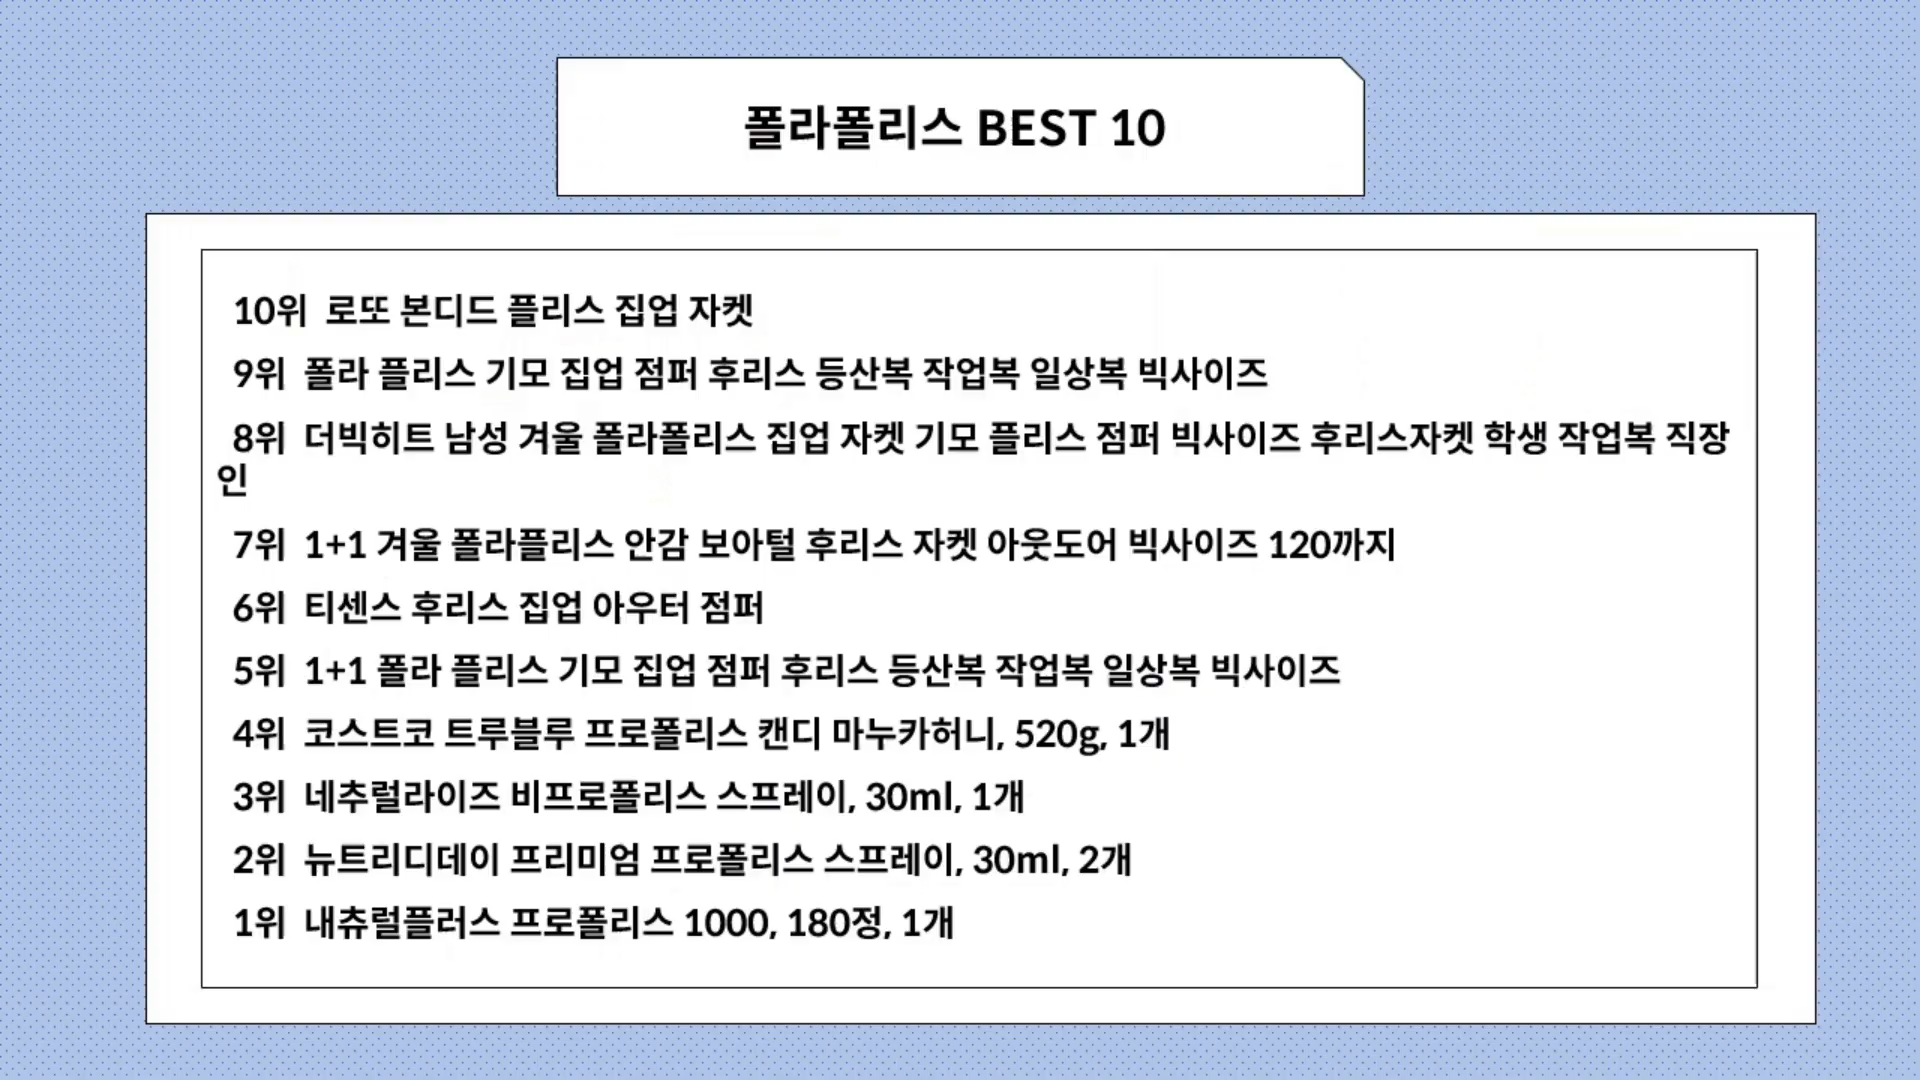 폴라폴리스 BEST 10
10위 로또 본디드 플리스 집업 자켓
9위 폴라 플리스 기모 집업 점퍼 후리스 등산복 작업복 일상복 빅사이즈
8위 더빅히트 남성 겨울 폴라폴리스 집업 자켓 기모 플리스 점퍼 빅사이즈 후리스자켓 학생 작업복 직장
인
7위 1+1 겨울 폴라플리스 안감 보아털 후리스 자켓 아웃도어 빅사이즈 120까지
6위 티센스 후리스 집업 아우터 점퍼
5위 1+1 폴라 플리스 기모 집업 점퍼 후리스 등산복 작업복 일상복 빅사이즈
4위 코스트코 트루블루 프로폴리스 캔디 마누카허니, 520g, 1개
3위 네추럴라이즈 비프로폴리스 스프레이, 30ml, 1개
2위 뉴트리디데이 프리미엄 프로폴리스 스프레이, 30ml, 2개
1위 내츄럴플러스 프로폴리스 1000, 180정, 1개